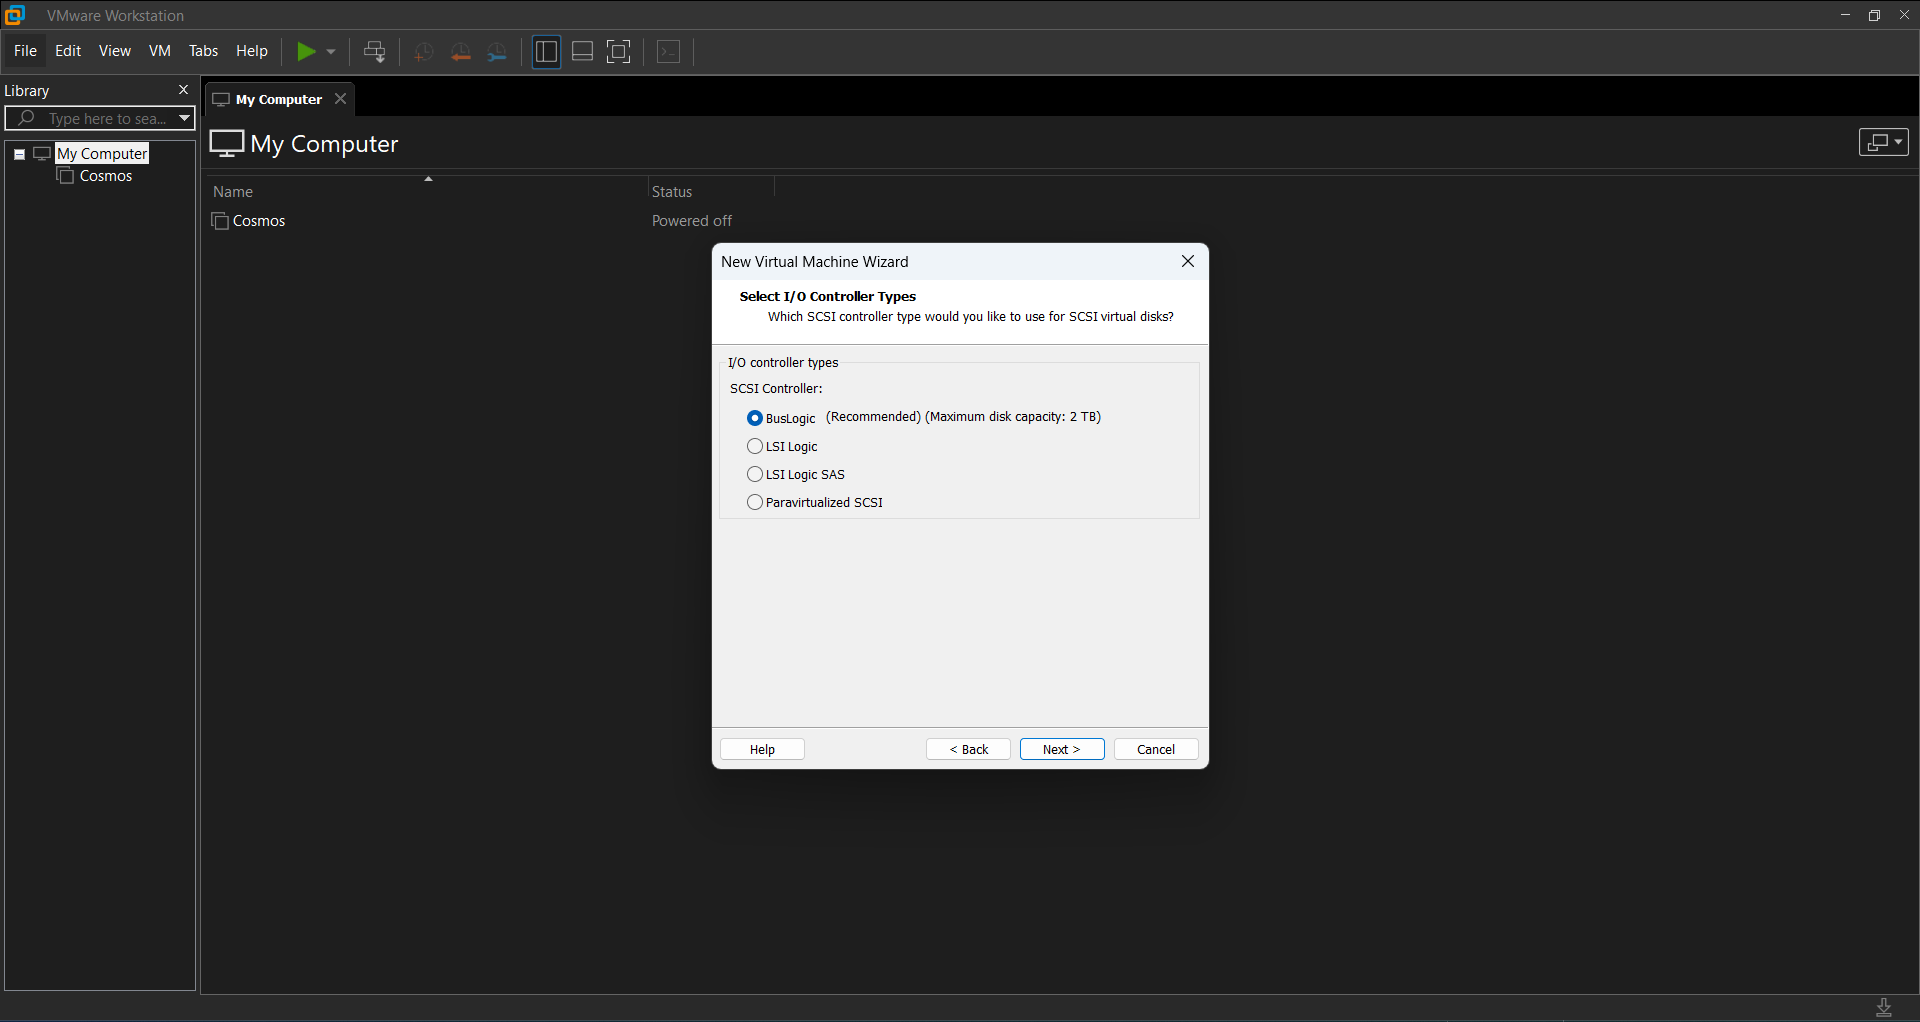 VMware Workstation
File Edit View VM Tabs Help
Library
Type here to sea...
My Computer
Cosmos
My Computer
My Computer
Name Status
Cosmos Powered off
New Virtual Machine Wizard
Select I/O Controller Types
Which SCSI controller type would you like to use for SCSI virtual disks?
I/O controller types
SCSI Controller:
BusLogic (Recommended) (Maximum disk capacity: 2 TB)
LSI Logic
LSI Logic SAS
Paravirtualized SCSI
Help < Back Next > Cancel